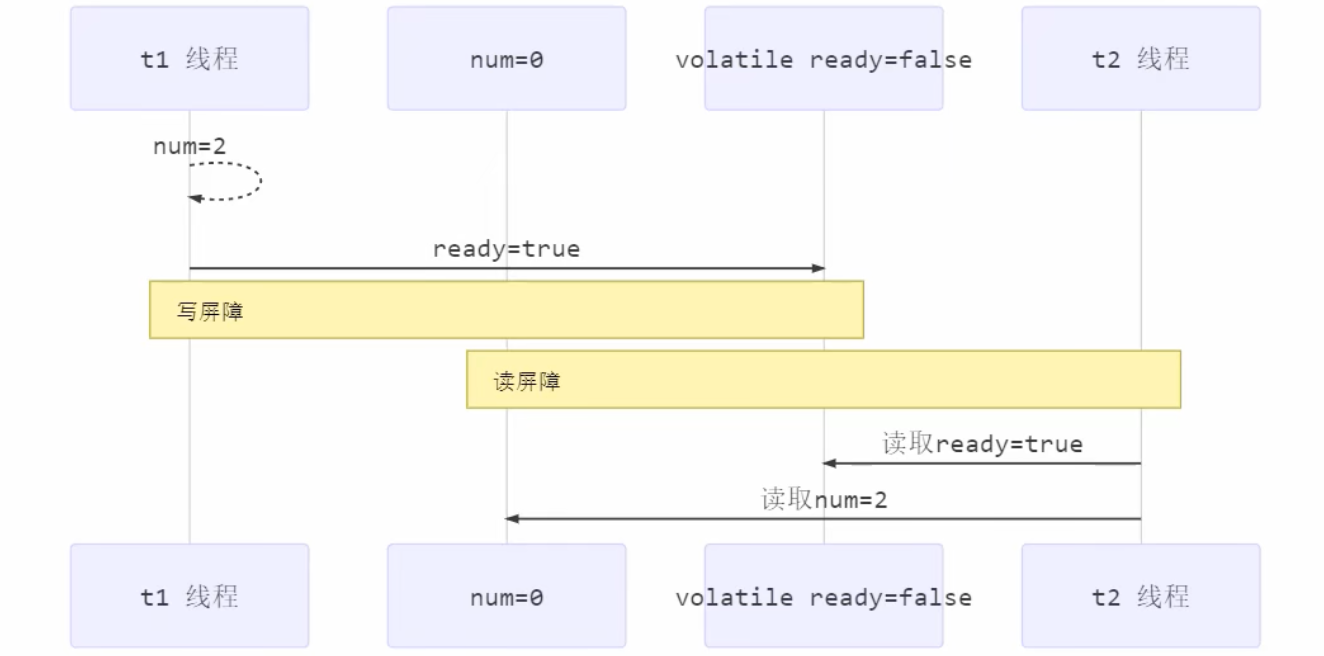 t1 线程
num=0
volatile ready=false
t2 线程
num=2
ready=true
写屏障
读屏障
读取ready=true
读取num=2
t1 线程
num=0
volatile ready=false
t2 线程